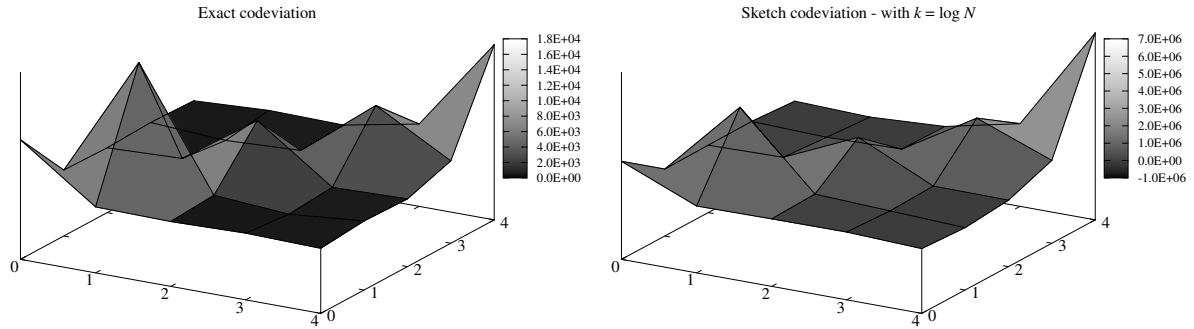 Exact codeviation
1.8E+04
1.6E+04
1.4E+04
1.2E+04
1.0E+04
8.0E+03
6.0E+03
4.0E+03
2.0E+03
0.0E+00
0
1
2
3
4
0
1
2
3
4
Sketch codeviation - with k = log N
7.0E+06
6.0E+06
5.0E+06
4.0E+06
3.0E+06
2.0E+06
1.0E+06
0.0E+00
-1.0E+06
0
1
2
3
4
0
1
2
3
4